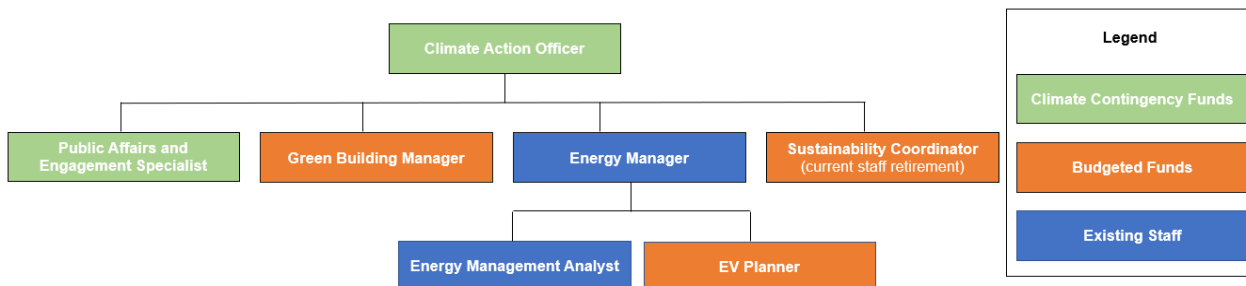 Climate Action Officer
Public Affairs and
Engagement Specialist
Green Building Manager
Energy Manager
Sustainability Coordinator
(current staff retirement)
Energy Management Analyst
EV Planner
Legend
Climate Contingency Funds
Budgeted Funds
Existing Staff